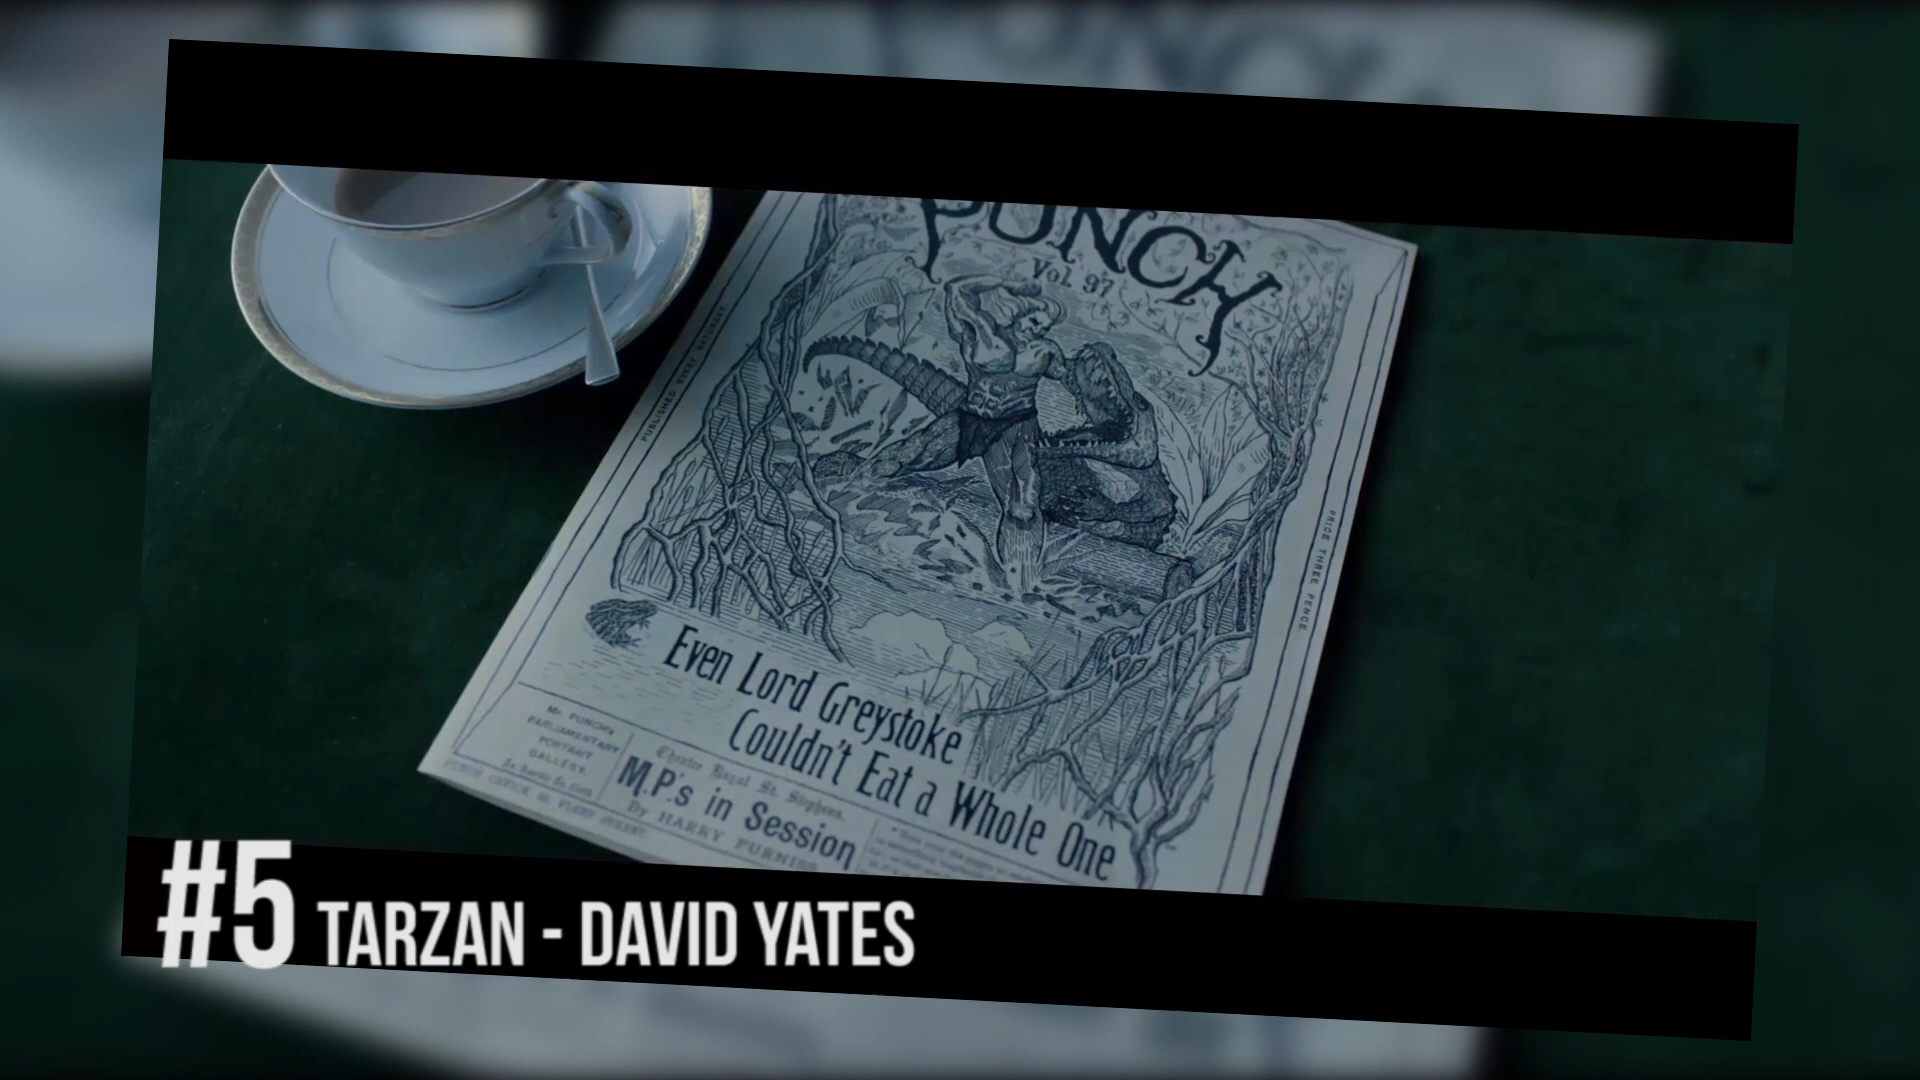 PUNCH
Vol. 97
PUBLISHED EVERY SATURDAY
PRICE THREE PENCE.
Even Lord Greystoke
Couldn't Eat a Whole One
Mr. PUNCH's
PARLIAMENTARY
PORTRAIT
GALLERY.
Theatre Royal St. Stephens.
M.P.'s in Session
By HARRY FURNISS
#5 TARZAN - DAVID YATES